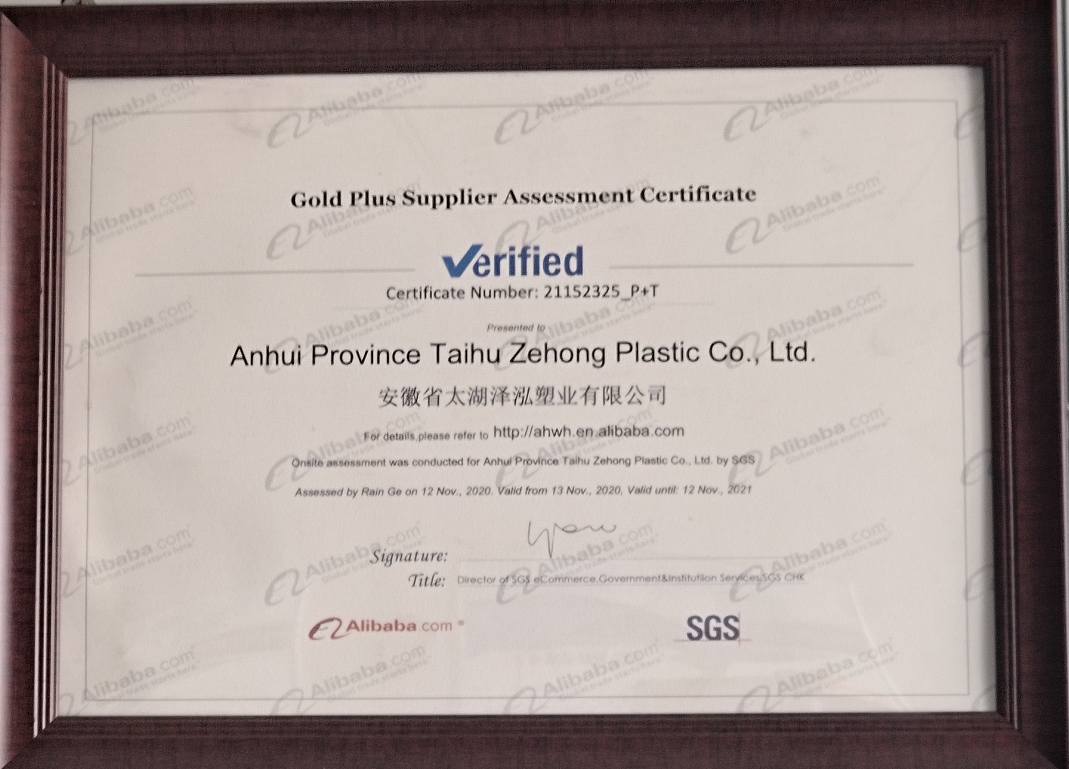 Gold Plus Supplier Assessment Certificate
Verified
Certificate Number: 21152325_P+T
Presented to
Anhui Province Taihu Zehong Plastic Co., Ltd.
安徽省太湖泽泓塑业有限公司
For details,please refer to http://ahwh.en.alibaba.com
Onsite assessment was conducted for Anhui Province Taihu Zehong Plastic Co., Ltd. by SGS
Assessed by Rain Ge on 12 Nov., 2020, Valid from 13 Nov., 2020, Valid until: 12 Nov., 2021
Signature:
Title: Director of SGS eCommerce,Government&Institutiion Services,SGS CHK
Alibaba.com®
SGS